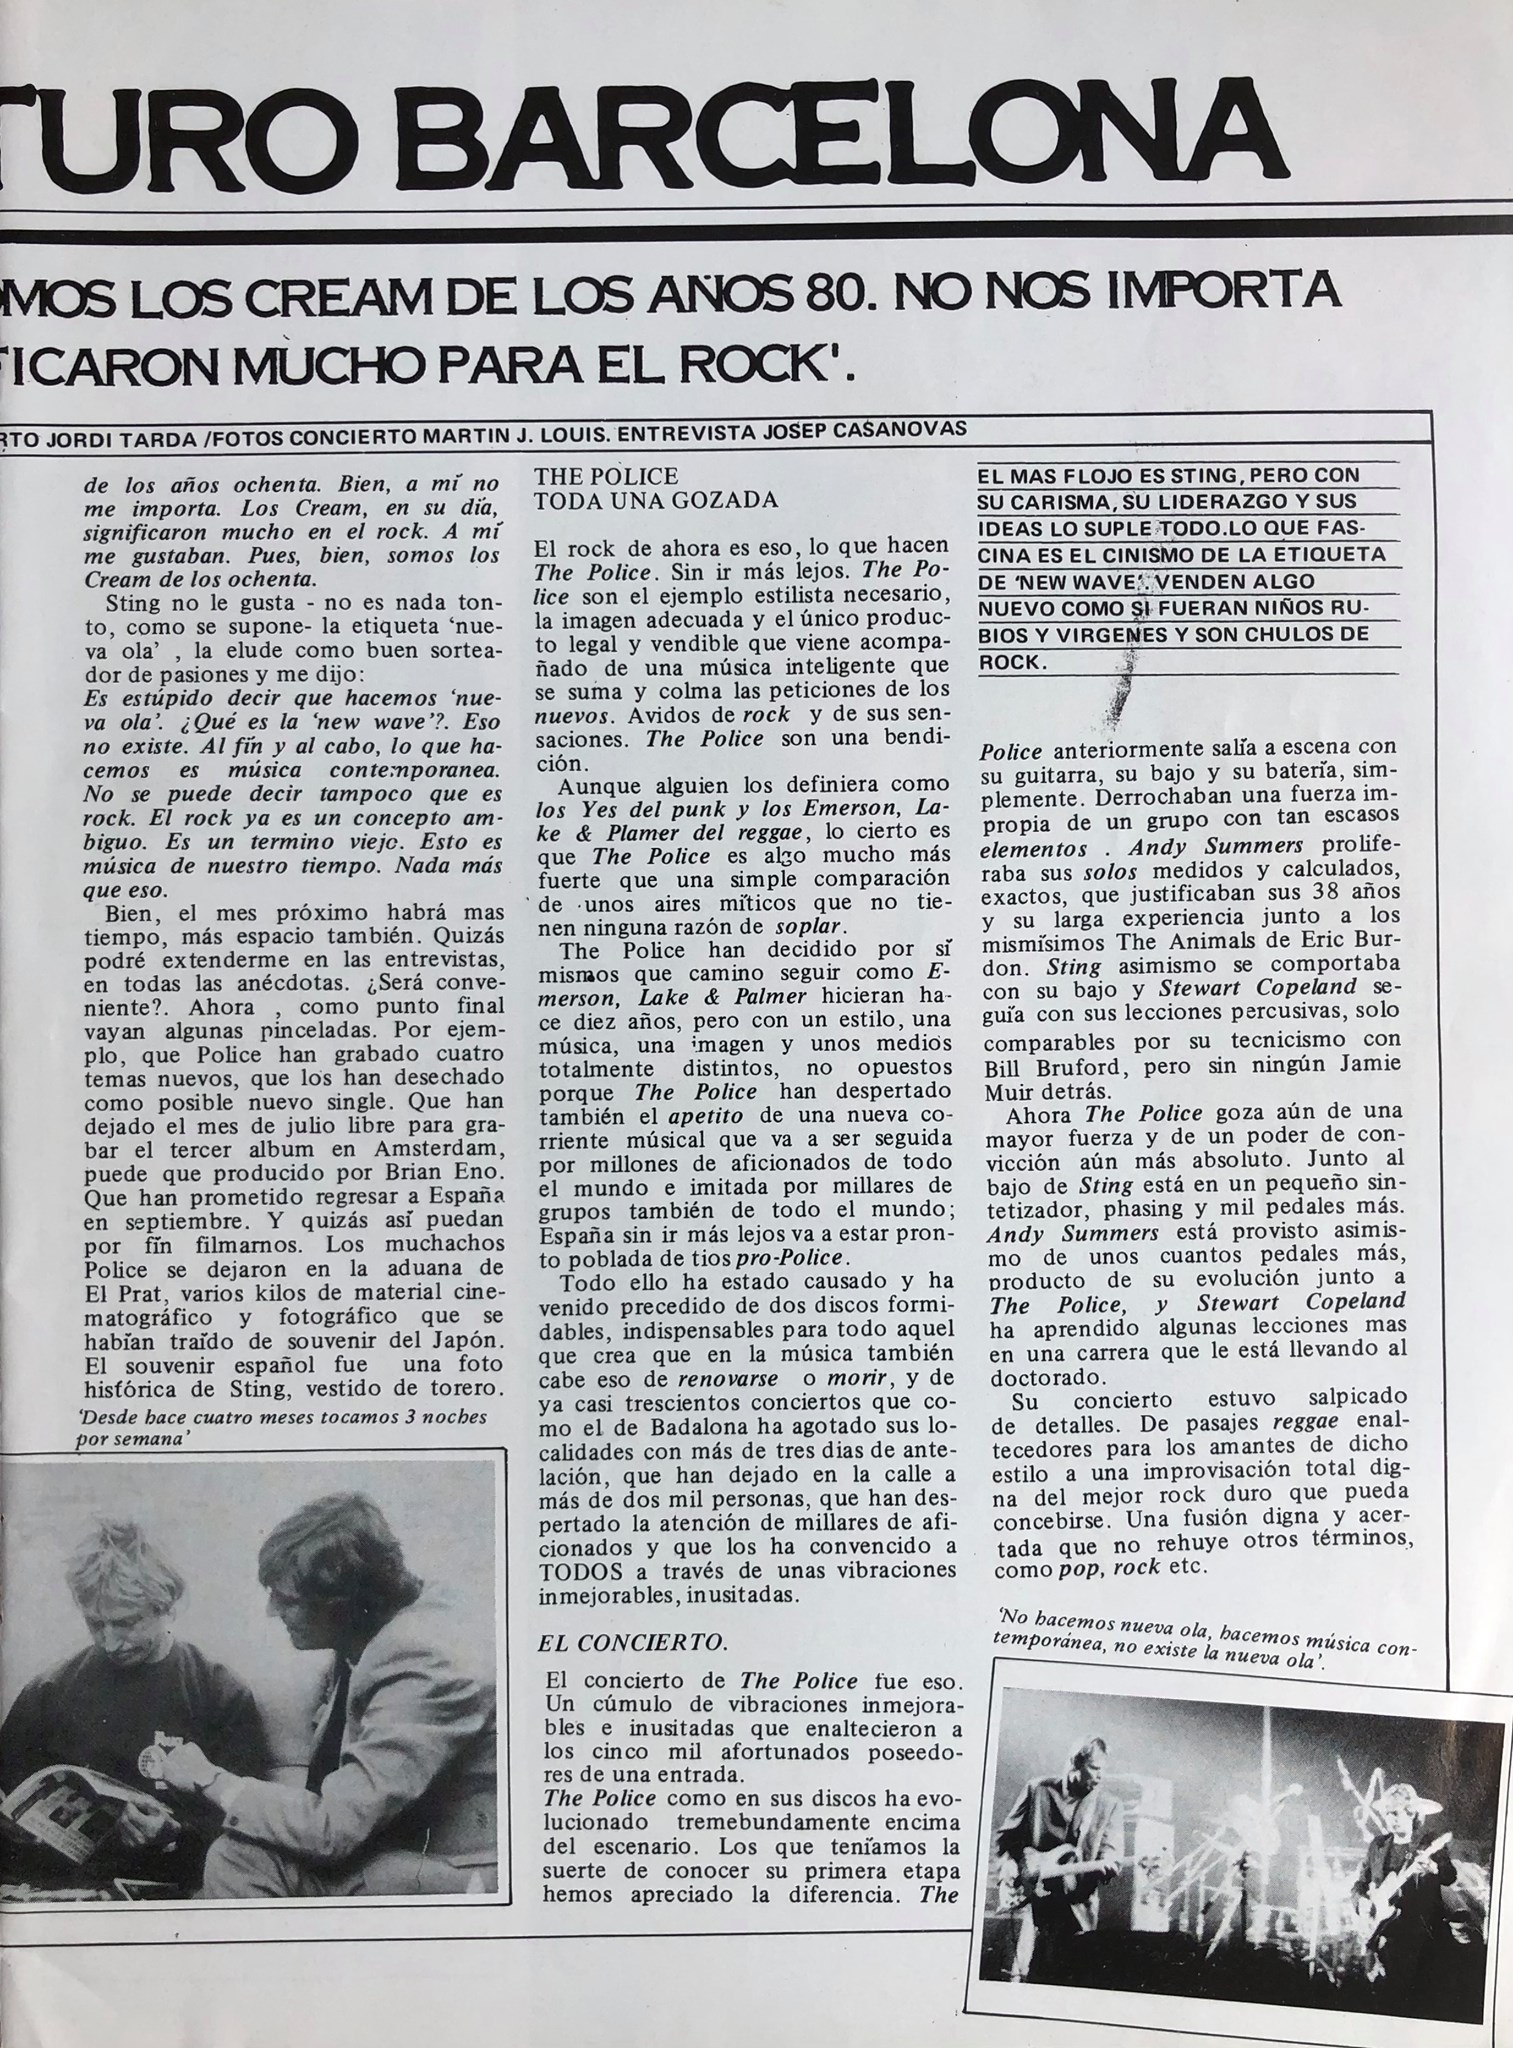 TURO BARCELONA
OMOS LOS CREAM DE LOS AÑOS 80. NO NOS IMPORTA
FICARON MUCHO PARA EL ROCK'.
RTO JORDI TARDA /FOTOS CONCIERTO MARTIN J. LOUIS. ENTREVISTA JOSEP CASANOVAS
de los años ochenta. Bien, a mí no
me importa. Los Cream, en su día,
significaron mucho en el rock. A mí
me gustaban. Pues, bien, somos los
Cream de los ochenta.
Sting no le gusta - no es nada ton-
to, como se supone- la etiqueta 'nue-
va ola' , la elude como buen sortea-
dor de pasiones y me dijo:
Es estúpido decir que hacemos 'nue-
va ola'. ¿Qué es la 'new wave'?. Eso
no existe. Al fín y al cabo, lo que ha-
cemos es música contemporanea.
No se puede decir tampoco que es
rock. El rock ya es un concepto am-
biguo. Es un termino viejo. Esto es
música de nuestro tiempo. Nada más
que eso.
Bien, el mes próximo habrá mas
tiempo, más espacio también. Quizás
podré extenderme en las entrevistas,
en todas las anécdotas. ¿Será conve-
niente?. Ahora , como punto final
vayan algunas pinceladas. Por ejem-
plo, que Police han grabado cuatro
temas nuevos, que los han desechado
como posible nuevo single. Que han
dejado el mes de julio libre para gra-
bar el tercer album en Amsterdam,
puede que producido por Brian Eno.
Que han prometido regresar a España
en septiembre. Y quizás así puedan
por fín filmarnos. Los muchachos
Police se dejaron en la aduana de
El Prat, varios kilos de material cine-
matográfico y fotográfico que se
habían traído de souvenir del Japón.
El souvenir español fue una foto
histórica de Sting, vestido de torero.
'Desde hace cuatro meses tocamos 3 noches
por semana'
THE POLICE
TODA UNA GOZADA
El rock de ahora es eso, lo que hacen
The Police. Sin ir más lejos. The Po-
lice son el ejemplo estilista necesario,
la imagen adecuada y el único produc-
to legal y vendible que viene acompa-
ñado de una música inteligente que
se suma y colma las peticiones de los
nuevos. Avidos de rock y de sus sen-
saciones. The Police son una bendi-
ción.
Aunque alguien los definiera como
los Yes del punk y los Emerson, La-
ke & Plamer del reggae, lo cierto es
que The Police es algo mucho más
fuerte que una simple comparación
de unos aires míticos que no tie-
nen ninguna razón de soplar.
The Police han decidido por sí
mismos que camino seguir como E-
merson, Lake & Palmer hicieran ha-
ce diez años, pero con un estilo, una
música, una imagen y unos medios
totalmente distintos, no opuestos
porque The Police han despertado
también el apetito de una nueva co-
rriente músical que va a ser seguida
por millones de aficionados de todo
el mundo e imitada por millares de
grupos también de todo el mundo;
España sin ir más lejos va a estar pron-
to poblada de tios pro-Police.
Todo ello ha estado causado y ha
venido precedido de dos discos formi-
dables, indispensables para todo aquel
que crea que en la música también
cabe eso de renovarse o morir, y de
ya casi trescientos conciertos que co-
mo el de Badalona ha agotado sus lo-
calidades con más de tres dias de ante-
lación, que han dejado en la calle a
más de dos mil personas, que han des-
pertado la atención de millares de afi-
cionados y que los ha convencido a
TODOS a través de unas vibraciones
inmejorables, inusitadas.
EL CONCIERTO.
El concierto de The Police fue eso.
Un cúmulo de vibraciones inmejora-
bles e inusitadas que enaltecieron a
los cinco mil afortunados poseedo-
res de una entrada.
The Police como en sus discos ha evo-
lucionado tremebundamente encima
del escenario. Los que teníamos la
suerte de conocer su primera etapa
hemos apreciado la diferencia. The
EL MAS FLOJO ES STING, PERO CON
SU CARISMA, SU LIDERAZGO Y SUS
IDEAS LO SUPLE TODO.LO QUE FAS-
CINA ES EL CINISMO DE LA ETIQUETA
DE 'NEW WAVE'. VENDEN ALGO
NUEVO COMO SI FUERAN NIÑOS RU-
BIOS Y VIRGENES Y SON CHULOS DE
ROCK.
Police anteriormente salía a escena con
su guitarra, su bajo y su batería, sim-
plemente. Derrochaban una fuerza im-
propia de un grupo con tan escasos
elementos . Andy Summers prolife-
raba sus solos medidos y calculados,
exactos, que justificaban sus 38 años
y su larga experiencia junto a los
mismísimos The Animals de Eric Bur-
don. Sting asimismo se comportaba
con su bajo y Stewart Copeland se-
guía con sus lecciones percusivas, solo
comparables por su tecnicismo con
Bill Bruford, pero sin ningún Jamie
Muir detrás.
Ahora The Police goza aún de una
mayor fuerza y de un poder de con-
vicción aún más absoluto. Junto al
bajo de Sting está en un pequeño sin-
tetizador, phasing y mil pedales más.
Andy Summers está provisto asimis-
mo de unos cuantos pedales más,
producto de su evolución junto a
The Police, y Stewart Copeland
ha aprendido algunas lecciones mas
en una carrera que le está llevando al
doctorado.
Su concierto estuvo salpicado
de detalles. De pasajes reggae enal-
tecedores para los amantes de dicho
estilo a una improvisación total dig-
na del mejor rock duro que pueda
concebirse. Una fusión digna y acer-
tada que no rehuye otros términos,
como pop, rock etc.
'No hacemos nueva ola, hacemos música con-
temporánea, no existe la nueva ola'.